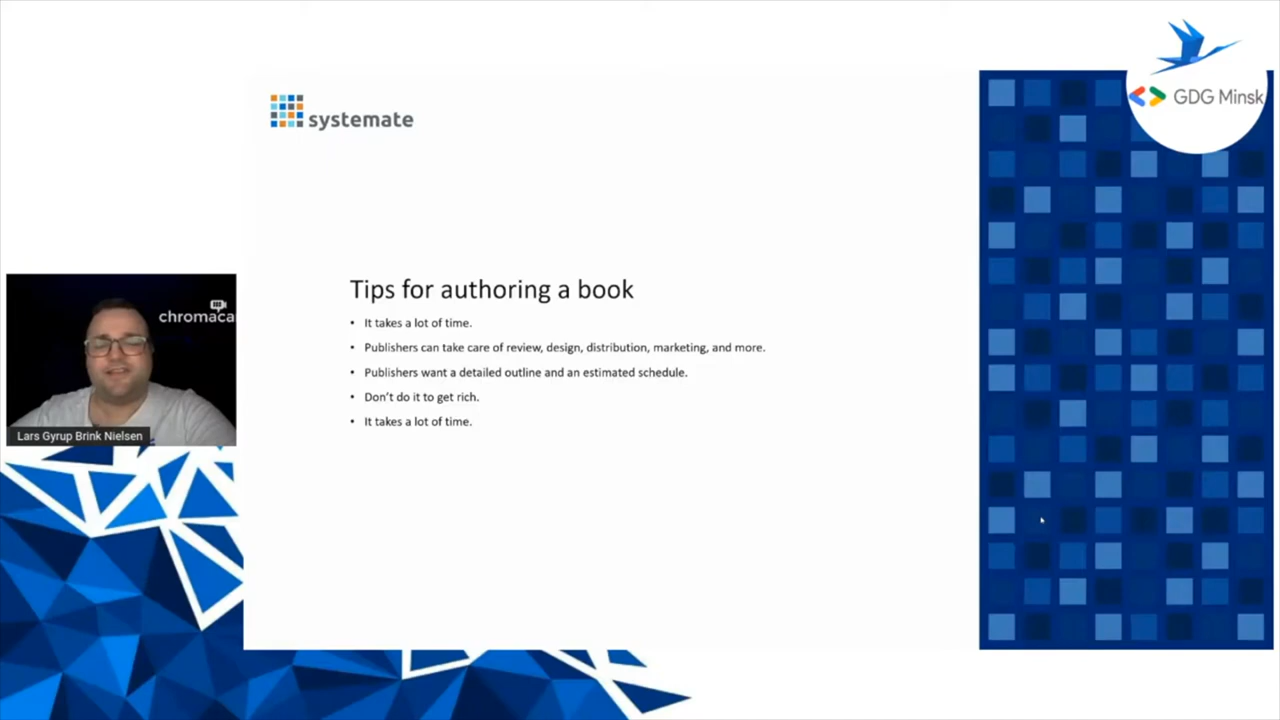 systemate
GDG Minsk
Tips for authoring a book
• It takes a lot of time.
• Publishers can take care of review, design, distribution, marketing, and more.
• Publishers want a detailed outline and an estimated schedule.
• Don't do it to get rich.
• It takes a lot of time.
chromaca
Lars Gyrup Brink Nielsen